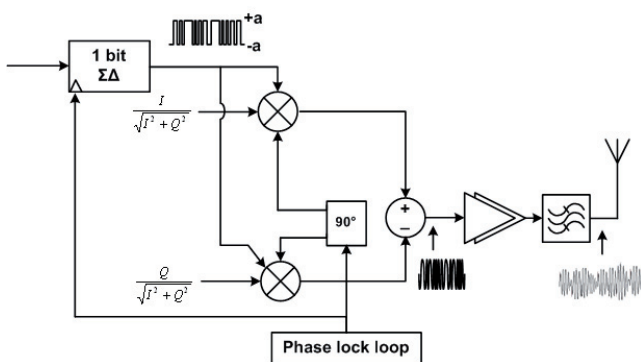 +a
-a
1 bit
ΣΔ
I
√I² + Q²
90°
+
−
Q
√I² + Q²
Phase lock loop